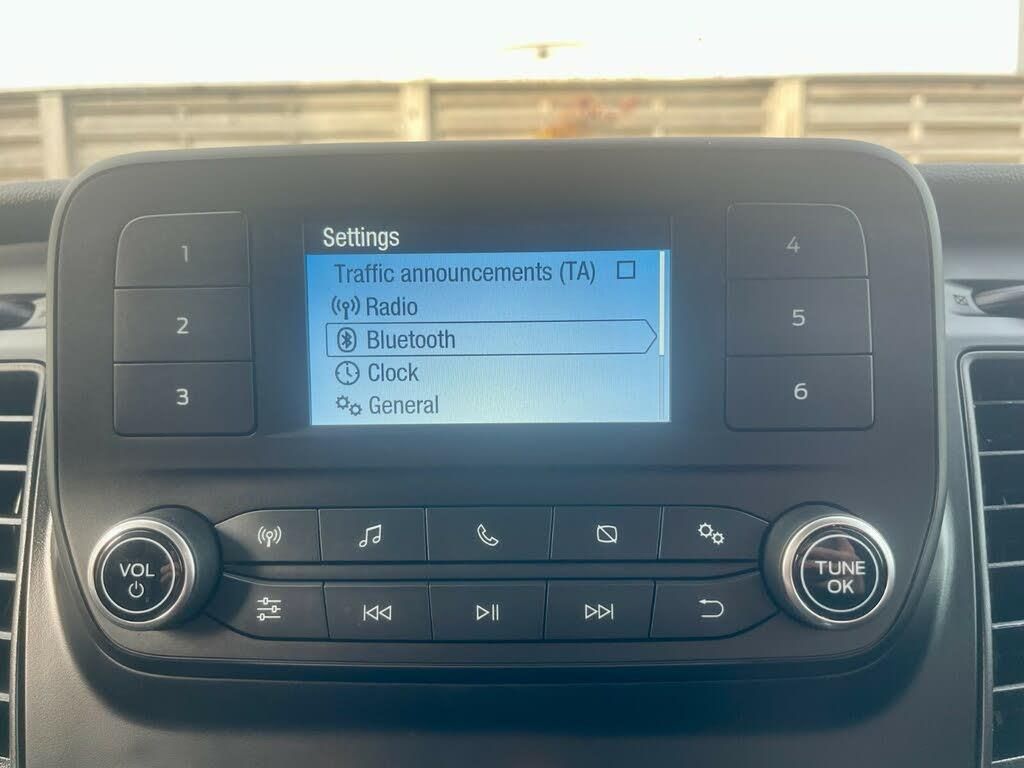 Settings
Traffic announcements (TA)
Radio
Bluetooth
Clock
General
1
2
3
4
5
6
VOL
TUNE
OK